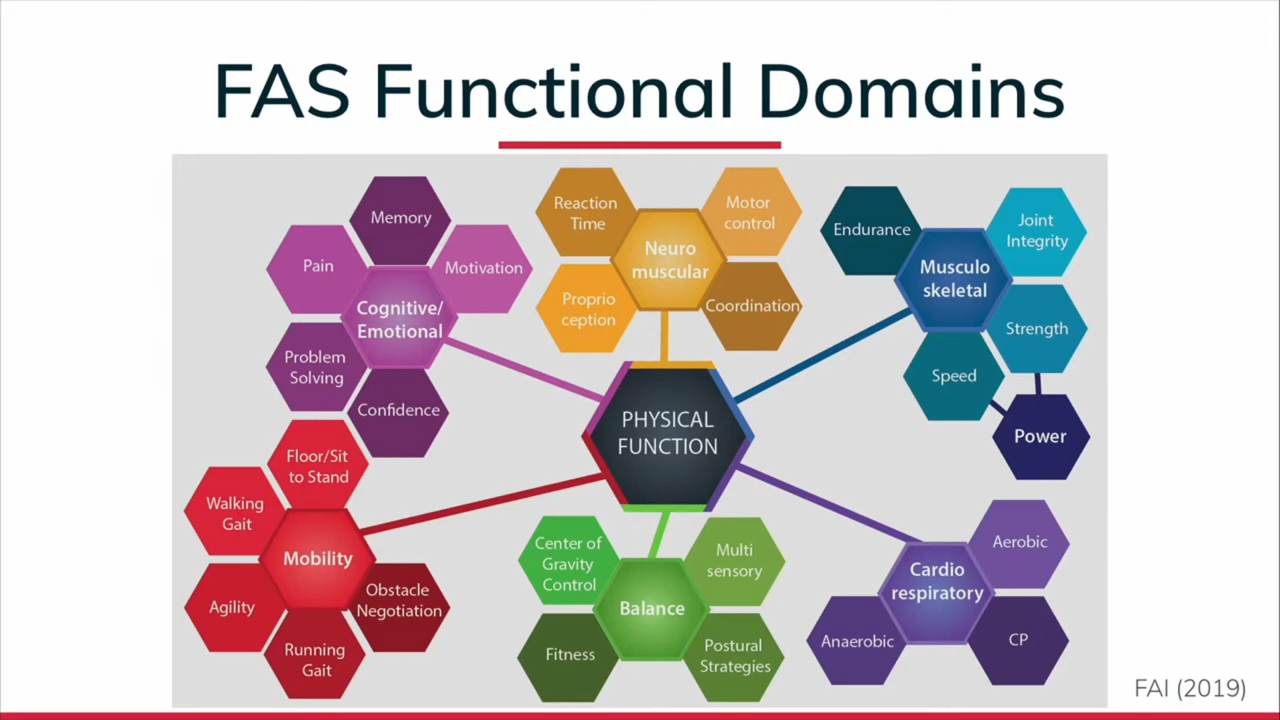 FAS Functional Domains
Memory
Pain
Motivation
Cognitive/
Emotional
Problem
Solving
Confidence
Reaction
Time
Motor
control
Neuro
muscular
Proprio
ception
Coordination
Endurance
Joint
Integrity
Musculo
skeletal
Strength
Speed
Power
PHYSICAL
FUNCTION
Floor/Sit
to Stand
Walking
Gait
Mobility
Agility
Obstacle
Negotiation
Running
Gait
Center of
Gravity
Control
Multi
sensory
Balance
Fitness
Postural
Strategies
Aerobic
Cardio
respiratory
Anaerobic
CP
FAI (2019)